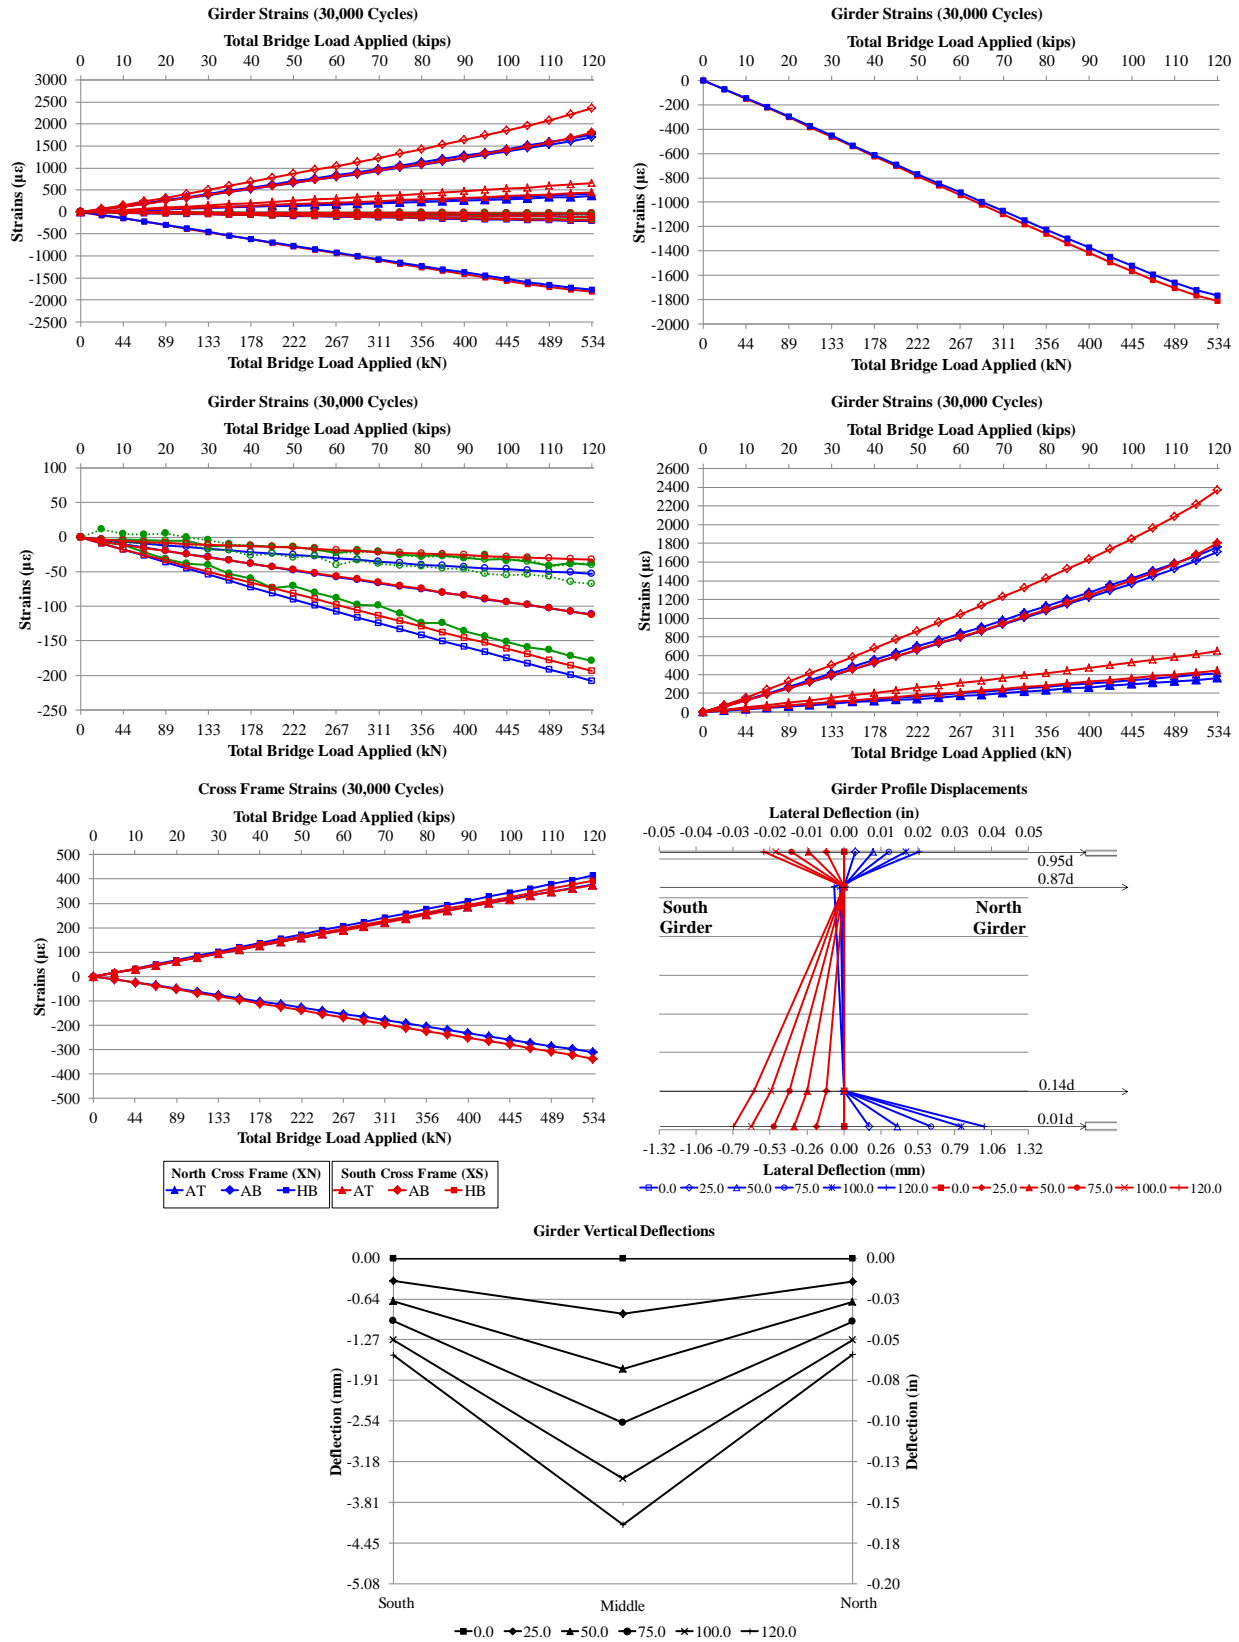 Girder Strains (30,000 Cycles)
Total Bridge Load Applied (kips)
0 10 20 30 40 50 60 70 80 90 100 110 120
3000
2500
2000
1500
1000
500
0
-500
-1000
-1500
-2000
-2500
Strains (με)
0 44 89 133 178 222 267 311 356 400 445 489 534
Total Bridge Load Applied (kN)
Girder Strains (30,000 Cycles)
Total Bridge Load Applied (kips)
0 10 20 30 40 50 60 70 80 90 100 110 120
0
-200
-400
-600
-800
-1000
-1200
-1400
-1600
-1800
-2000
Strains (με)
0 44 89 133 178 222 267 311 356 400 445 489 534
Total Bridge Load Applied (kN)
Girder Strains (30,000 Cycles)
Total Bridge Load Applied (kips)
0 10 20 30 40 50 60 70 80 90 100 110 120
100
50
0
-50
-100
-150
-200
-250
Strains (με)
0 44 89 133 178 222 267 311 356 400 445 489 534
Total Bridge Load Applied (kN)
Girder Strains (30,000 Cycles)
Total Bridge Load Applied (kips)
0 10 20 30 40 50 60 70 80 90 100 110 120
2600
2400
2200
2000
1800
1600
1400
1200
1000
800
600
400
200
0
Strains (με)
0 44 89 133 178 222 267 311 356 400 445 489 534
Total Bridge Load Applied (kN)
Cross Frame Strains (30,000 Cycles)
Total Bridge Load Applied (kips)
0 10 20 30 40 50 60 70 80 90 100 110 120
500
400
300
200
100
0
-100
-200
-300
-400
-500
Strains (με)
0 44 89 133 178 222 267 311 356 400 445 489 534
Total Bridge Load Applied (kN)
North Cross Frame (XN) South Cross Frame (XS)
AT AB HB AT AB HB
Girder Profile Displacements
Lateral Deflection (in)
-0.05 -0.04 -0.03 -0.02 -0.01 0.00 0.01 0.02 0.03 0.04 0.05
0.95d
0.87d
South Girder
North Girder
0.14d
0.01d
-1.32 -1.06 -0.79 -0.53 -0.26 0.00 0.26 0.53 0.79 1.06 1.32
Lateral Deflection (mm)
0.0 25.0 50.0 75.0 100.0 120.0 0.0 25.0 50.0 75.0 100.0 120.0
Girder Vertical Deflections
0.00
-0.64
-1.27
-1.91
-2.54
-3.18
-3.81
-4.45
-5.08
Deflection (mm)
0.00
-0.03
-0.05
-0.08
-0.10
-0.13
-0.15
-0.18
-0.20
Deflection (in)
South Middle North
0.0 25.0 50.0 75.0 100.0 120.0